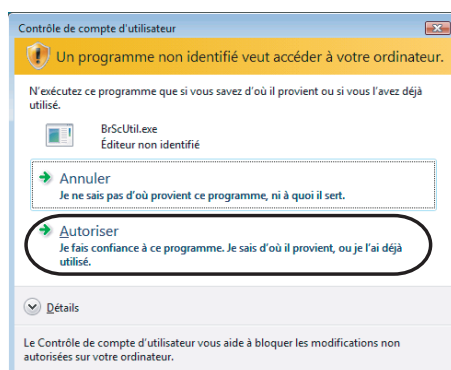 Contrôle de compte d'utilisateur
Un programme non identifié veut accéder à votre ordinateur.
N'exécutez ce programme que si vous savez d'où il provient ou si vous l'avez déjà
utilisé.
BrScUtil.exe
Éditeur non identifié
Annuler
Je ne sais pas d'où provient ce programme, ni à quoi il sert.
Autoriser
Je fais confiance à ce programme. Je sais d'où il provient, ou je l'ai déjà
utilisé.
Détails
Le Contrôle de compte d'utilisateur vous aide à bloquer les modifications non
autorisées sur votre ordinateur.